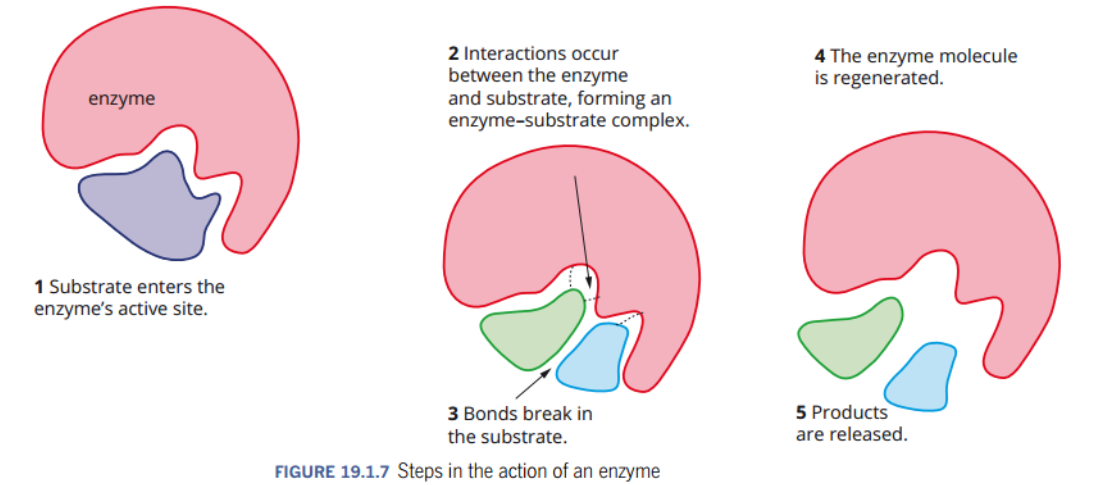 enzyme
1 Substrate enters the
enzyme’s active site.
2 Interactions occur
between the enzyme
and substrate, forming an
enzyme–substrate complex.
3 Bonds break in
the substrate.
4 The enzyme molecule
is regenerated.
5 Products
are released.
FIGURE 19.1.7 Steps in the action of an enzyme